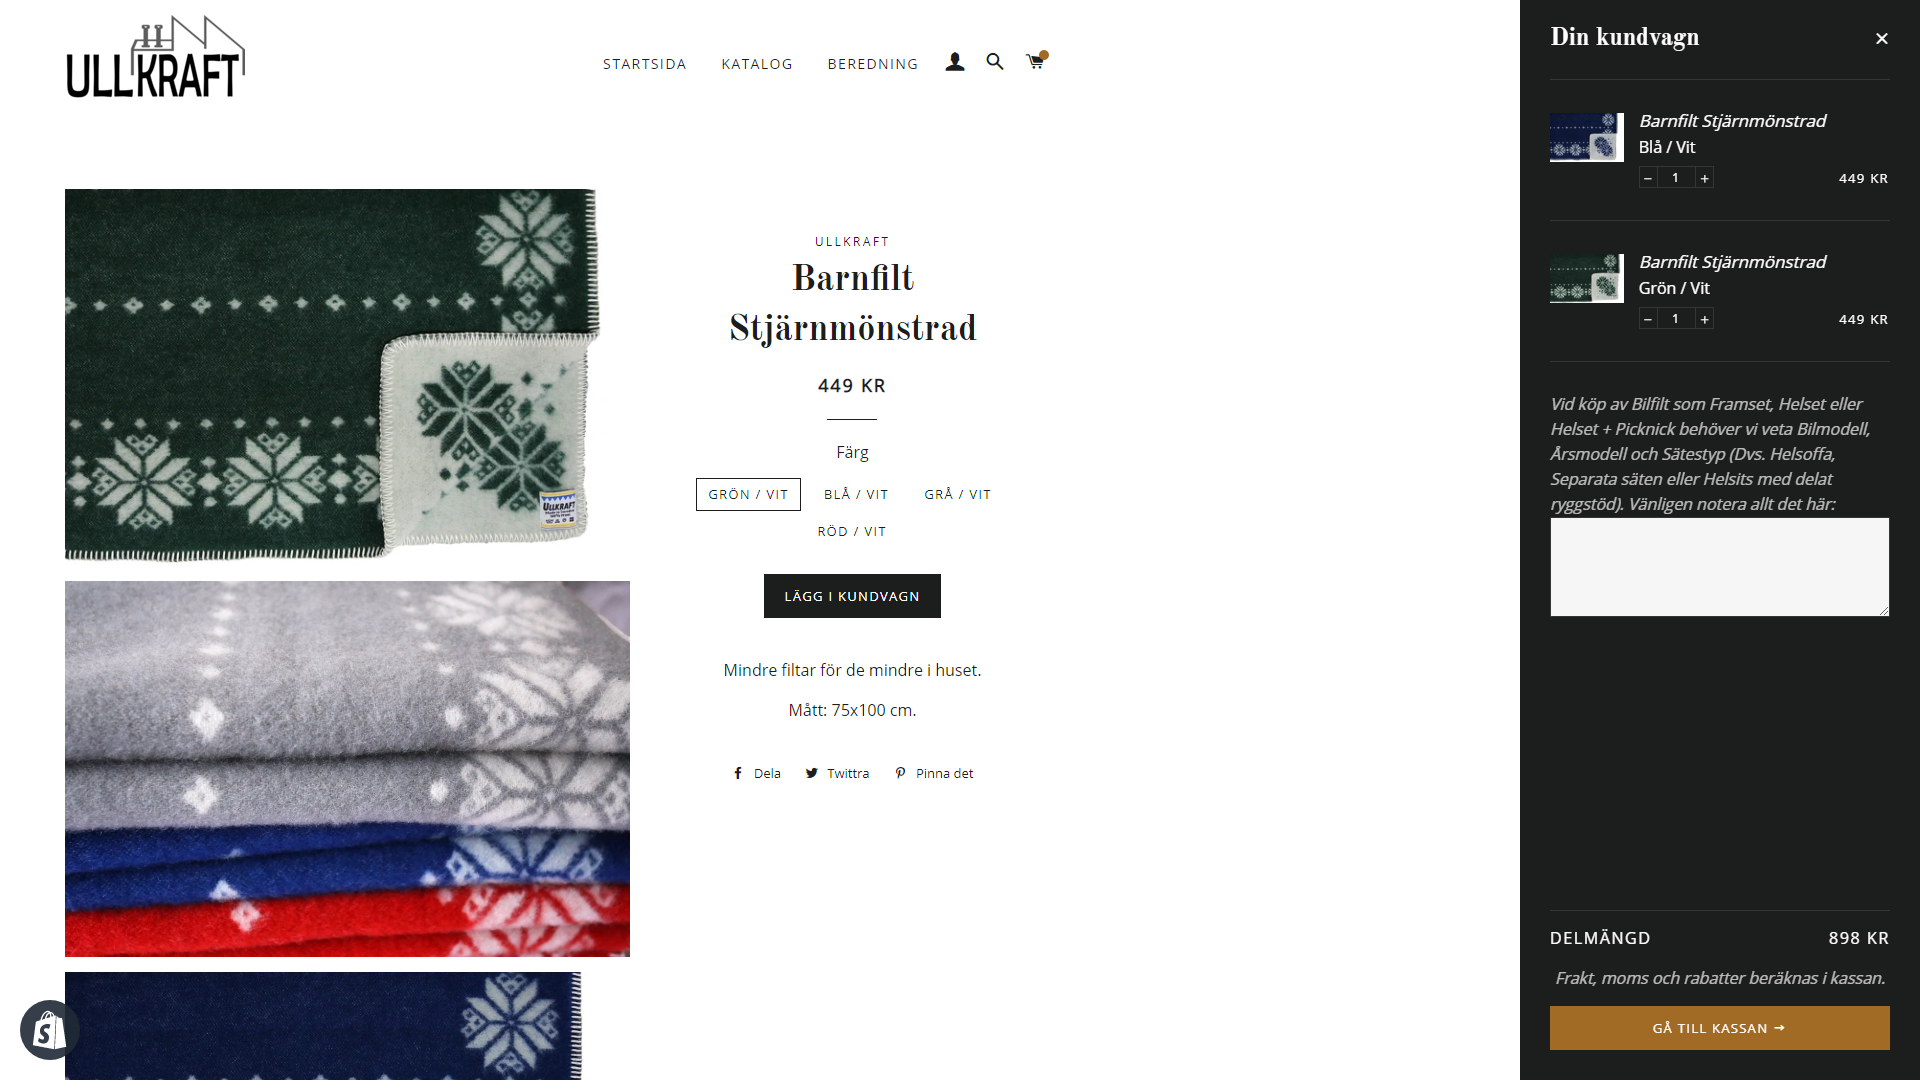 ULLKRAFT
STARTSIDA
KATALOG
BEREDNING
ULLKRAFT
ULLKRAFT
Barnfilt
Stjärnmönstrad
449 KR
Färg
GRÖN / VIT
BLÅ / VIT
GRÅ / VIT
RÖD / VIT
LÄGG I KUNDVAGN
Mindre filtar för de mindre i huset.
Mått: 75x100 cm.
Dela
Twittra
Pinna det
Din kundvagn
Barnfilt Stjärnmönstrad
Blå / Vit
− 1 +
449 KR
Barnfilt Stjärnmönstrad
Grön / Vit
− 1 +
449 KR
Vid köp av Bilfilt som Framset, Helset eller
Helset + Picknick behöver vi veta Bilmodell,
Årsmodell och Sätestyp (Dvs. Helsoffa,
Separata säten eller Helsits med delat
ryggstöd). Vänligen notera allt det här:
DELMÄNGD
898 KR
Frakt, moms och rabatter beräknas i kassan.
GÅ TILL KASSAN →